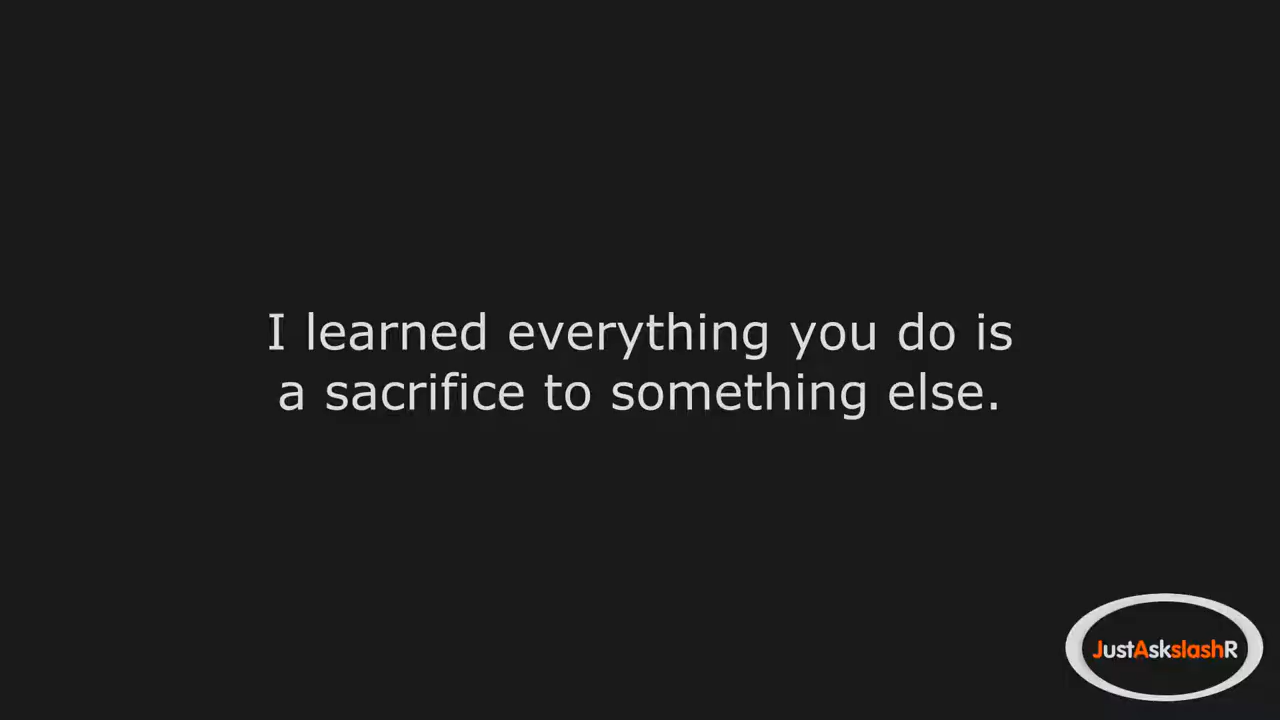 I learned everything you do is
a sacrifice to something else.
JustAskslashR